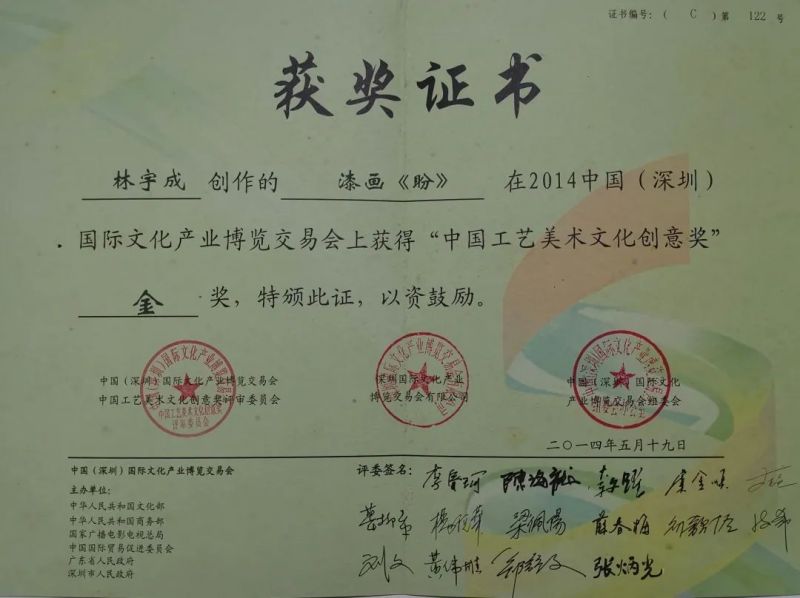 证书编号：（ C ）第 122 号
获奖证书
林宇成 创作的 漆画《盼》 在2014中国（深圳）
国际文化产业博览交易会上获得“中国工艺美术文化创意奖”
金 奖，特颁此证，以资鼓励。
中国（深圳）国际文化产业博览交易会
中国工艺美术文化创意奖评审委员会
深圳国际文化产业
博览交易会有限公司
中国（深圳）国际文化
产业博览交易会组委会
二〇一四年五月十九日
中国（深圳）国际文化产业博览交易会
主办单位：
中华人民共和国文化部
中华人民共和国商务部
国家广播电影电视总局
中国国际贸易促进委员会
广东省人民政府
深圳市人民政府
评委签名：
梁佩阳 薛春梅
刘文 黄伟雄 张炳光